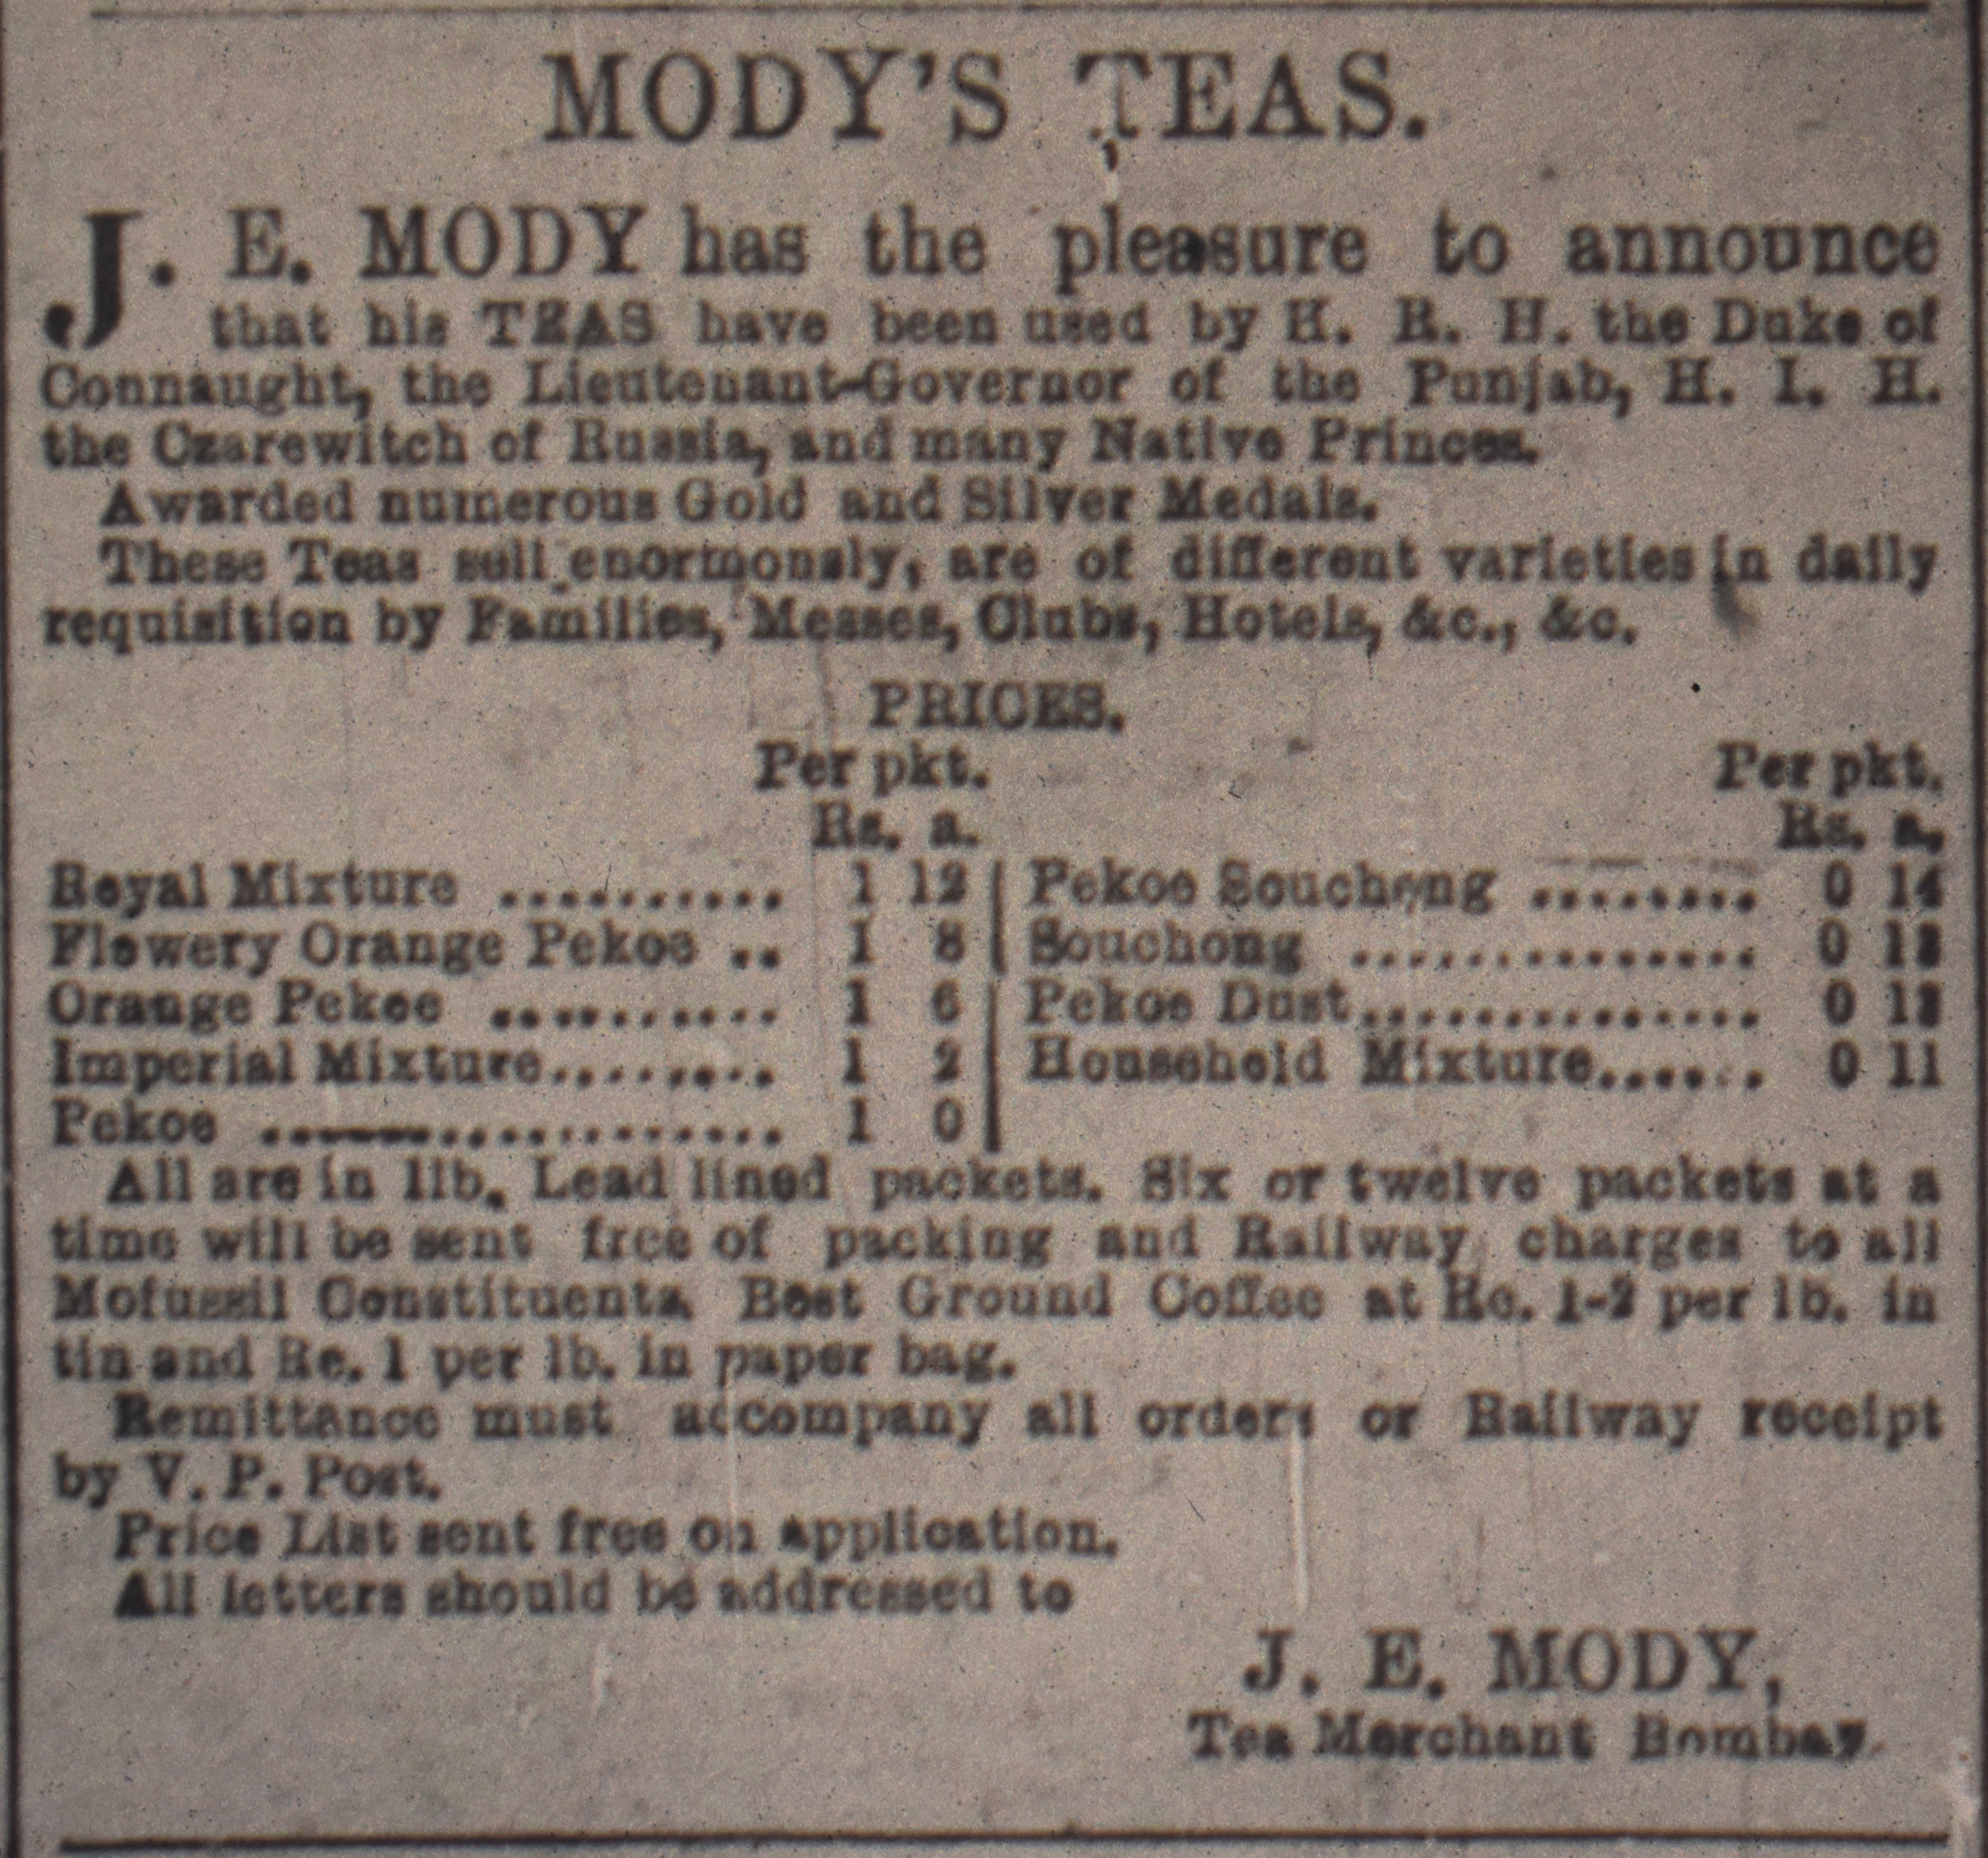 MODY'S TEAS.
J. E. MODY has the pleasure to announce
that his TEAS have been used by H. R. H. the Duke of
Connaught, the Lieutenant-Governor of the Punjab, H. I. H.
the Czarewitch of Russia, and many Native Princes.
Awarded numerous Gold and Silver Medals.
These Teas sell enormously, are of different varieties in daily
requisition by Families, Messes, Clubs, Hotels, &c., &c.
PRICES.
Per pkt. Per pkt.
Rs. a. Rs. a.
Royal Mixture .......... 1 12 | Pekoe Souchong ........ 0 14
Flowery Orange Pekoe .. 1 8 | Souchong .............. 0
Orange Pekoe .......... 1 6 | Pekoe Dust.............. 0
Imperial Mixture........ 1 2 | Household Mixture...... 0 11
Pekoe .................. 1 0 |
All are in 1lb. Lead lined packets. Six or twelve packets at a
time will be sent free of packing and Railway charges to all
Mofussil Constituents Best Ground Coffee at Re. 1-2 per lb. in
tin and Re. 1 per lb. in paper bag.
Remittance must accompany all orders or Railway receipt
by V. P. Post.
Price List sent free on application.
All letters should be addressed to
J. E. MODY,
Tea Merchant Bombay.